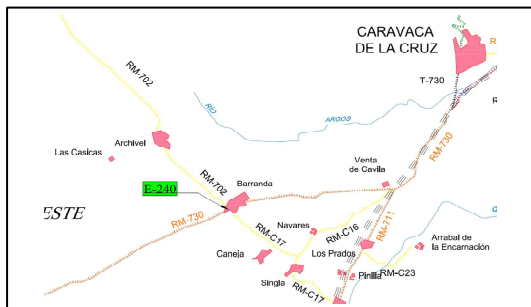 CARAVACA
DE LA CRUZ
T-730
RM-702
RÍO
ARGOS
RM-730
Archivel
Las Casicas
RM-702
Venta
de Cavila
Barranda
E-240
ESTE
RM-730
RM-C17
Navares
RM-C16
RM-711
Los Prados
Arrabal de
la Encarnación
Caneja
Singla
Pinilla
RM-C23
RM-C17